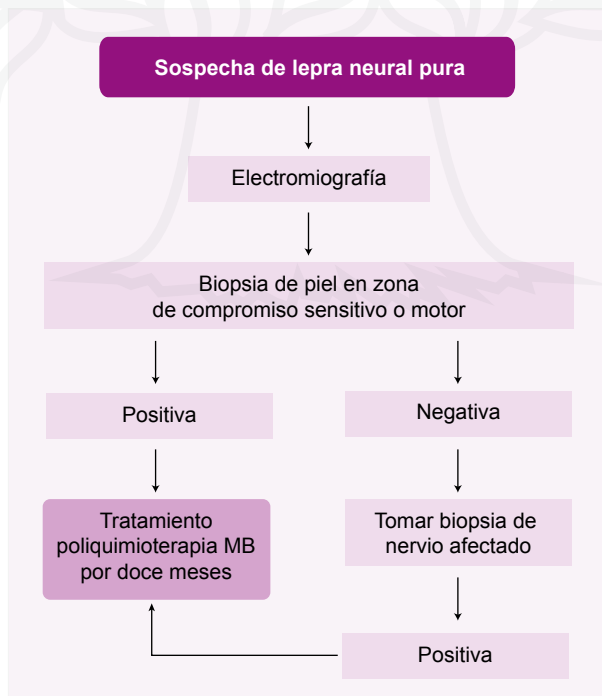 Sospecha de lepra neural pura
Electromiografía
Biopsia de piel en zona
de compromiso sensitivo o motor
Positiva
Negativa
Tratamiento
poliquimioterapia MB
por doce meses
Tomar biopsia de
nervio afectado
Positiva